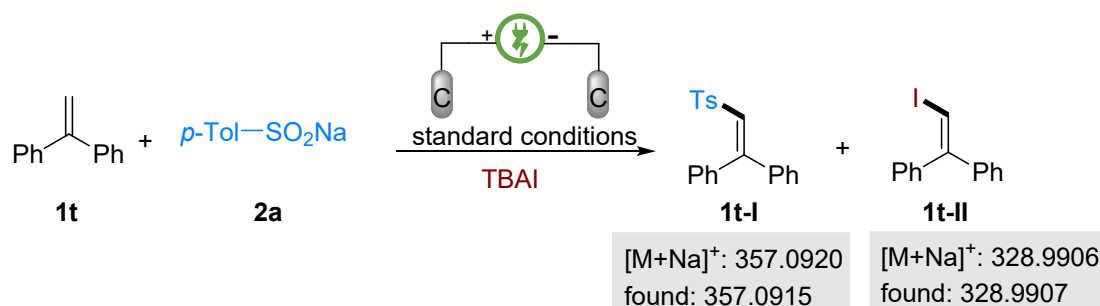 + -
C C
Ts I
p-Tol—SO₂Na
standard conditions
Ph Ph + TBAI Ph Ph + Ph Ph
1t 2a 1t-I 1t-II
[M+Na]⁺: 357.0920 [M+Na]⁺: 328.9906
found: 357.0915 found: 328.9907